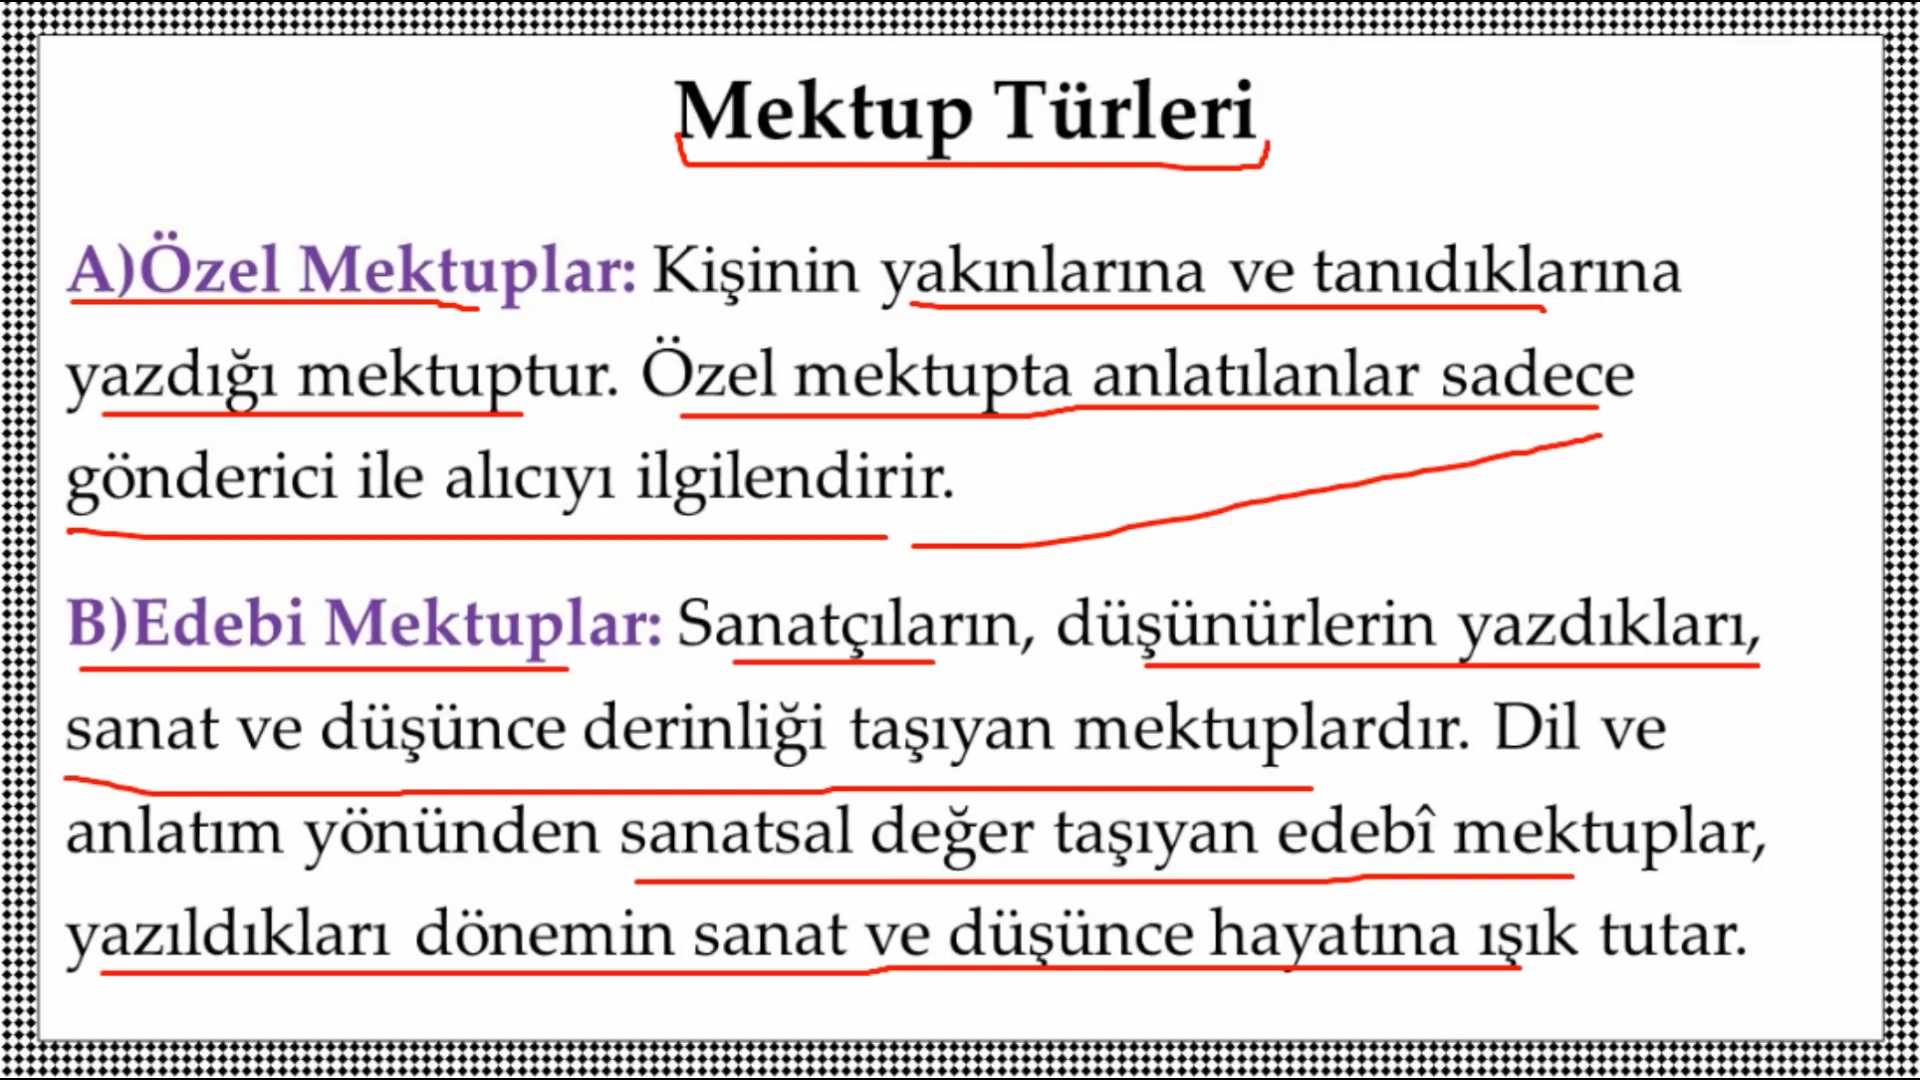 Mektup Türleri
A)Özel Mektuplar: Kişinin yakınlarına ve tanıdıklarına
yazdığı mektuptur. Özel mektupta anlatılanlar sadece
gönderici ile alıcıyı ilgilendirir.
B)Edebi Mektuplar: Sanatçıların, düşünürlerin yazdıkları,
sanat ve düşünce derinliği taşıyan mektuplardır. Dil ve
anlatım yönünden sanatsal değer taşıyan edebî mektuplar,
yazıldıkları dönemin sanat ve düşünce hayatına ışık tutar.